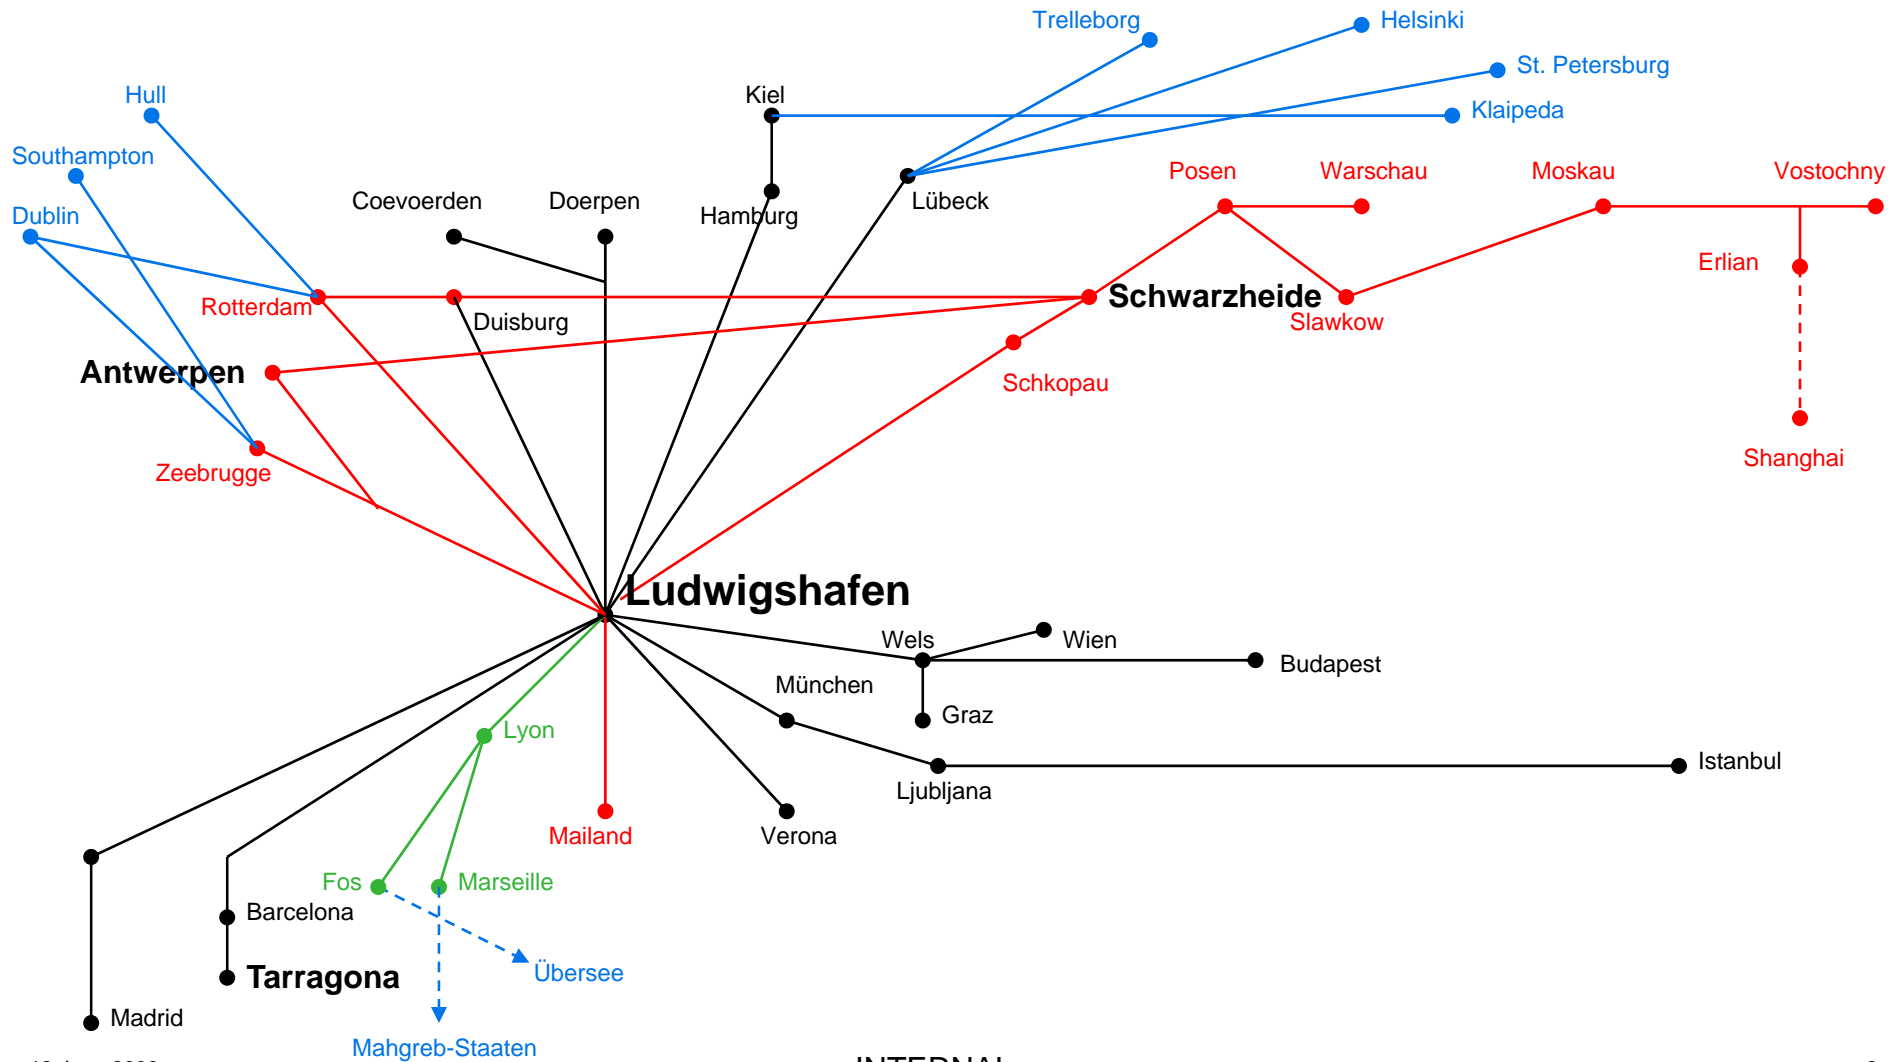 Trelleborg
Helsinki
St. Petersburg
Hull
Kiel
Klaipeda
Southampton
Posen
Warschau
Moskau
Vostochny
Coevoerden
Doerpen
Hamburg
Lübeck
Dublin
Erlian
Rotterdam
Duisburg
Schwarzheide
Slawkow
Antwerpen
Schkopau
Zeebrugge
Shanghai
Ludwigshafen
Wels
Wien
Budapest
München
Graz
Lyon
Istanbul
Ljubljana
Mailand
Verona
Fos
Marseille
Barcelona
Tarragona
Übersee
Madrid
Mahgreb-Staaten
INTERNAL